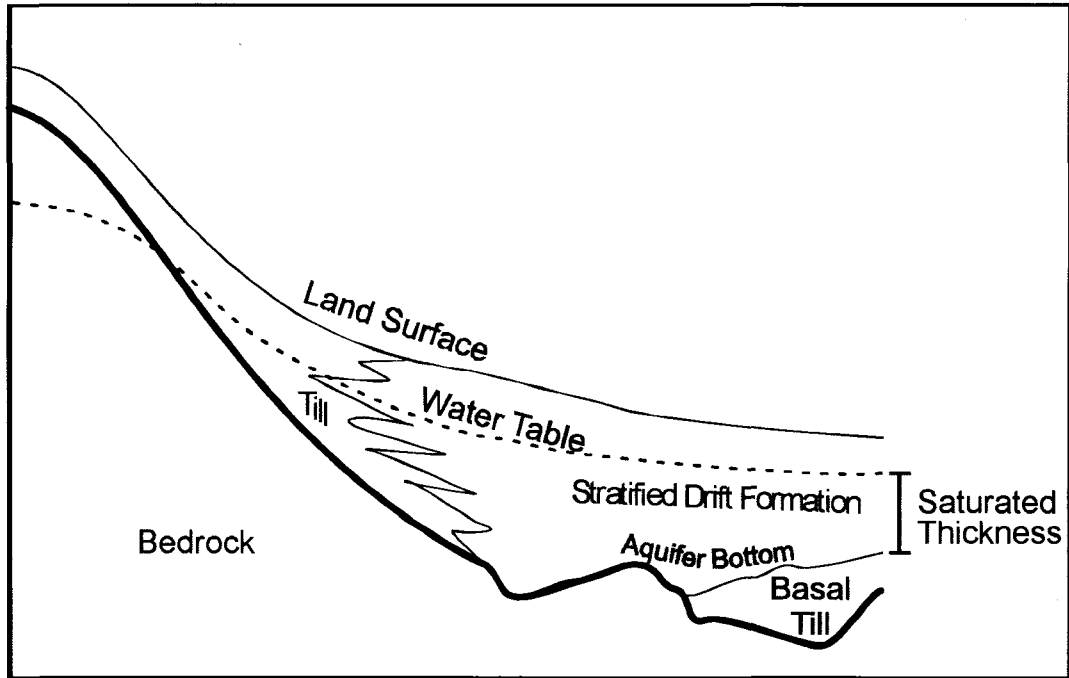 Land Surface
Water Table
Till
Stratified Drift Formation
Saturated
Thickness
Bedrock
Aquifer Bottom
Basal
Till